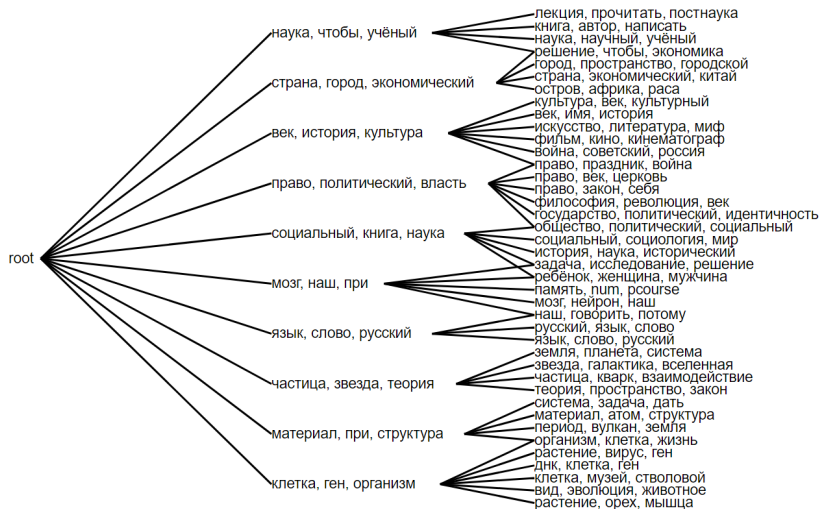 root
наука, чтобы, учёный
страна, город, экономический
век, история, культура
право, политический, власть
социальный, книга, наука
мозг, наш, при
язык, слово, русский
частица, звезда, теория
материал, при, структура
клетка, ген, организм
лекция, прочитать, постнаука
книга, автор, написать
наука, научный, учёный
решение, чтобы, экономика
город, пространство, городской
страна, экономический, китай
остров, африка, раса
культура, век, культурный
век, имя, история
искусство, литература, миф
фильм, кино, кинематограф
война, советский, россия
право, праздник, война
право, век, церковь
право, закон, себя
философия, революция, век
государство, политический, идентичность
общество, политический, социальный
социальный, социология, мир
история, наука, исторический
задача, исследование, решение
ребёнок, женщина, мужчина
память, num, pcourse
мозг, нейрон, наш
наш, говорить, потому
русский, язык, слово
язык, слово, русский
земля, планета, система
звезда, галактика, вселенная
частица, кварк, взаимодействие
теория, пространство, закон
система, задача, дать
материал, атом, структура
период, вулкан, земля
организм, клетка, жизнь
растение, вирус, ген
днк, клетка, ген
клетка, музей, стволовой
вид, эволюция, животное
растение, орех, мышца